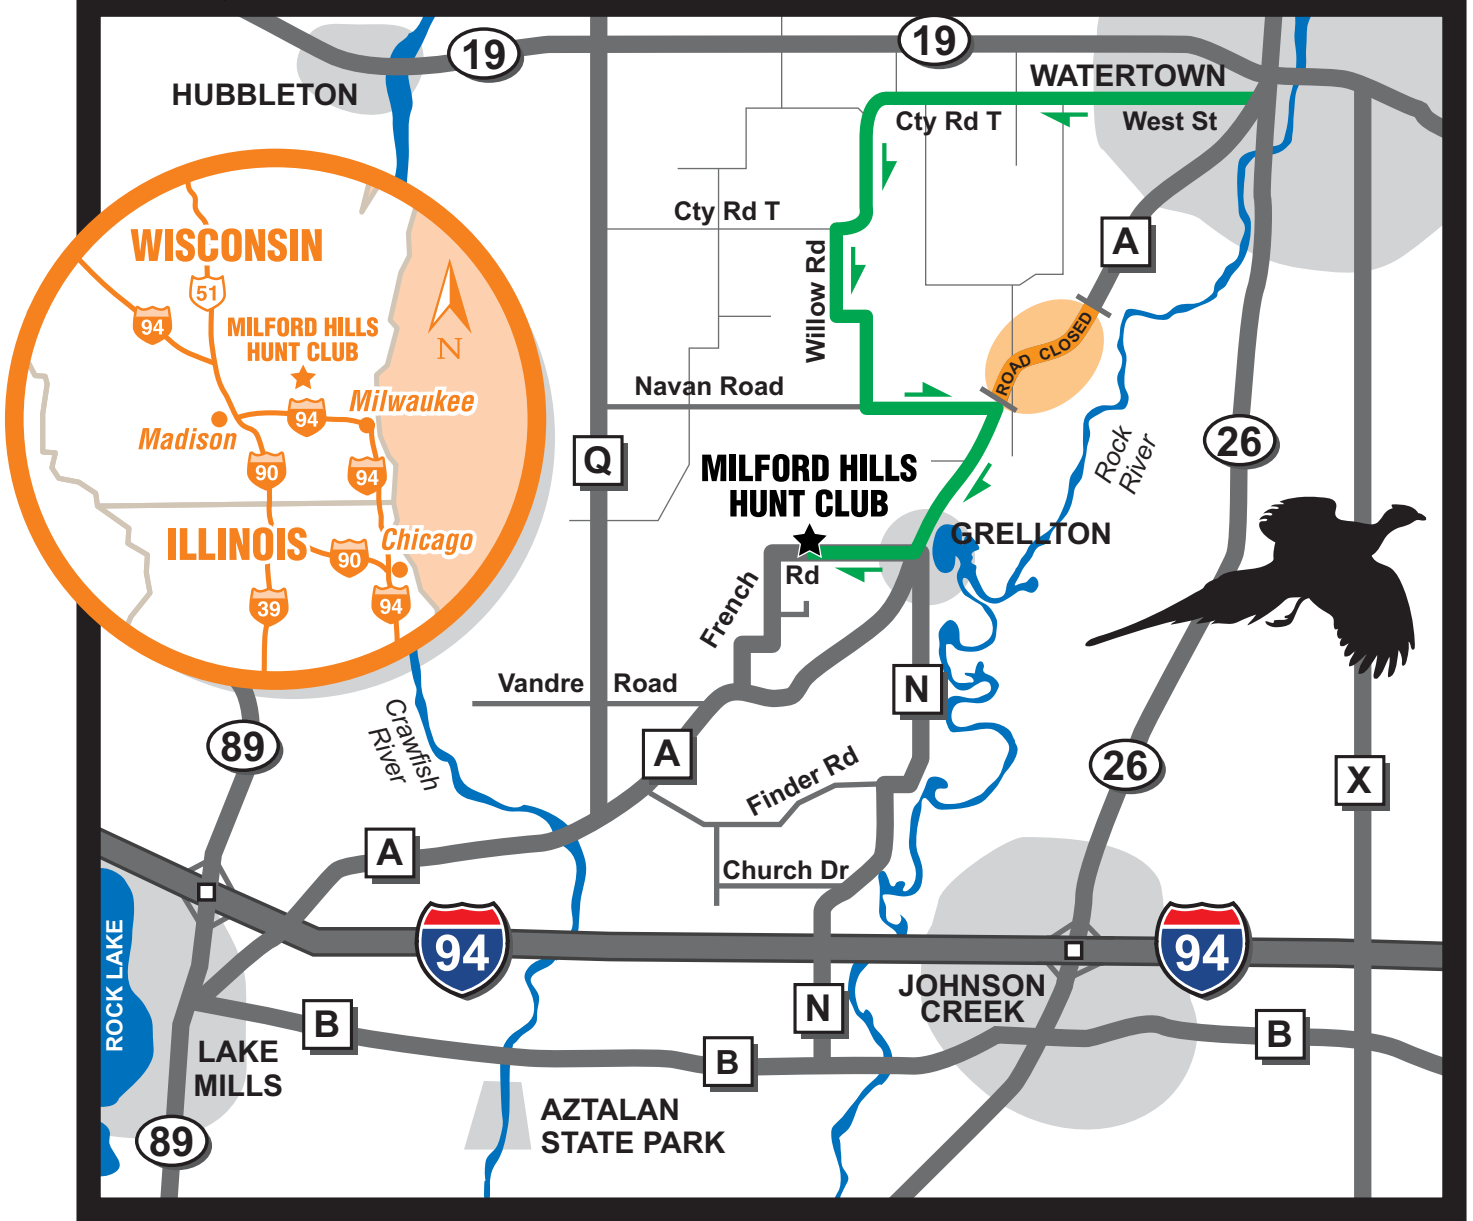 19
19
HUBBLETON
WATERTOWN
Cty Rd T
West St
Cty Rd T
Willow Rd
A
ROAD CLOSED
Navan Road
Q
Rock
River
26
MILFORD HILLS
HUNT CLUB
GRELLTON
Rd
French
WISCONSIN
51
94
MILFORD HILLS
HUNT CLUB
N
94
Milwaukee
Madison
90
94
ILLINOIS
90
Chicago
39
94
Vandre Road
N
89
Crawfish
River
A
26
Finder Rd
X
A
Church Dr
94
94
ROCK LAKE
JOHNSON
CREEK
N
B
B
B
LAKE
MILLS
AZTALAN
STATE PARK
89